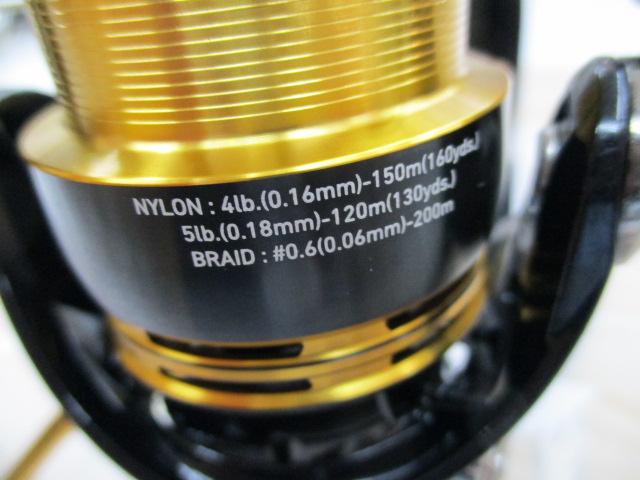 NYLON : 4lb.(0.16mm)-150m(160yds.)
5lb.(0.18mm)-120m(130yds.)
BRAID : #0.6(0.06mm)-200m